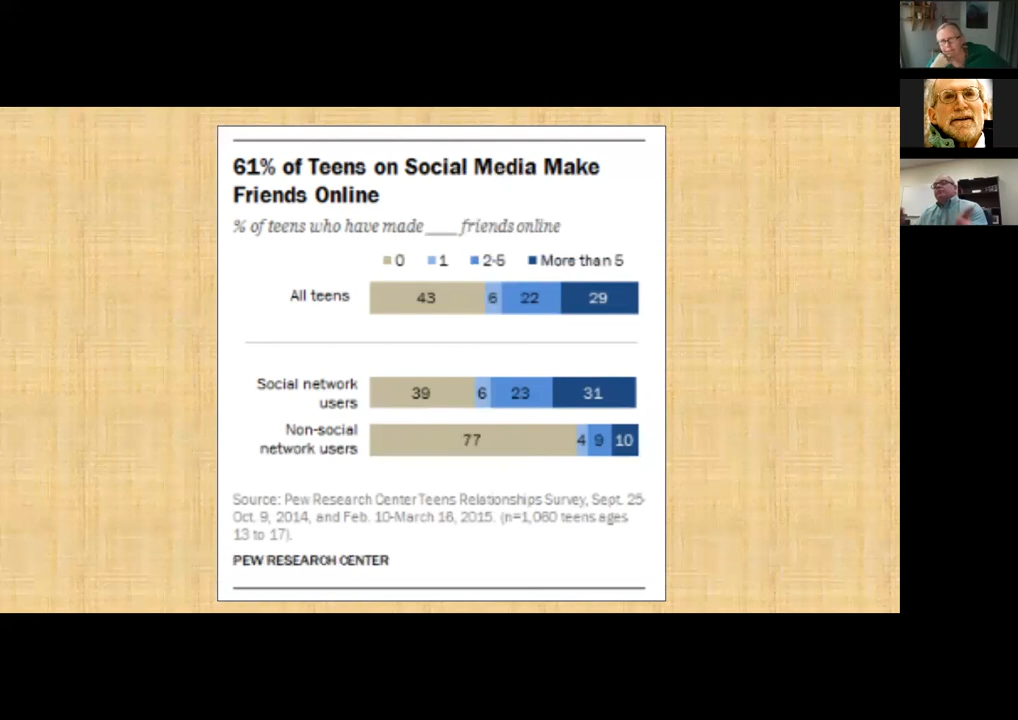 61% of Teens on Social Media Make
Friends Online
% of teens who have made ____ friends online
0 1 2-5 More than 5
All teens 43 6 22 29
Social network
users 39 6 23 31
Non-social
network users 77 4 9 10
Source: Pew Research Center Teens Relationships Survey, Sept. 25-
Oct. 9, 2014, and Feb. 10-March 16, 2015. (n=1,060 teens ages
13 to 17).
PEW RESEARCH CENTER